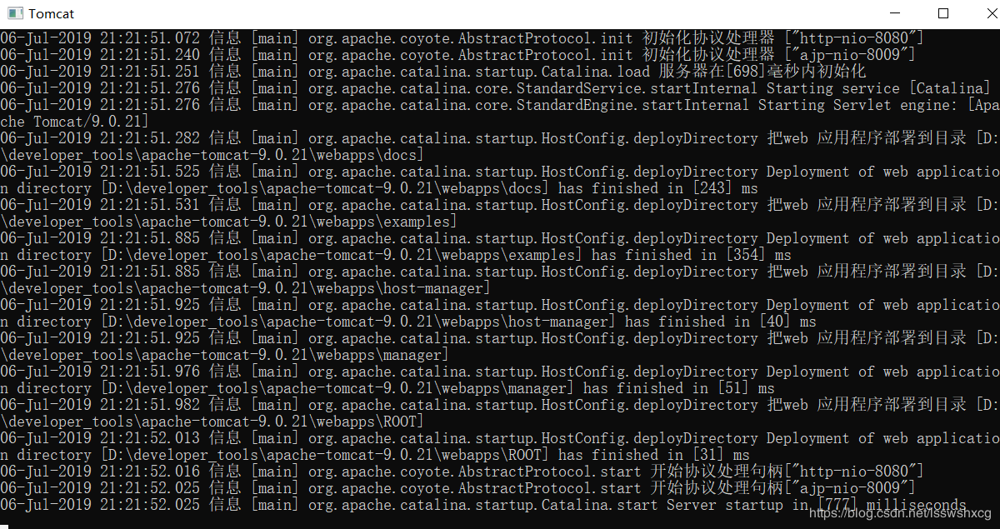 Tomcat
06-Jul-2019 21:21:51.072 信息 [main] org.apache.coyote.AbstractProtocol.init 初始化协议处理器 ["http-nio-8080"]
06-Jul-2019 21:21:51.240 信息 [main] org.apache.coyote.AbstractProtocol.init 初始化协议处理器 ["ajp-nio-8009"]
06-Jul-2019 21:21:51.251 信息 [main] org.apache.catalina.startup.Catalina.load 服务器在[698]毫秒内初始化
06-Jul-2019 21:21:51.276 信息 [main] org.apache.catalina.core.StandardService.startInternal Starting service [Catalina]
06-Jul-2019 21:21:51.276 信息 [main] org.apache.catalina.core.StandardEngine.startInternal Starting Servlet engine: [Apa
che Tomcat/9.0.21]
06-Jul-2019 21:21:51.282 信息 [main] org.apache.catalina.startup.HostConfig.deployDirectory 把web 应用程序部署到目录 [D:
\developer_tools\apache-tomcat-9.0.21\webapps\docs]
06-Jul-2019 21:21:51.525 信息 [main] org.apache.catalina.startup.HostConfig.deployDirectory Deployment of web applicatio
n directory [D:\developer_tools\apache-tomcat-9.0.21\webapps\docs] has finished in [243] ms
06-Jul-2019 21:21:51.531 信息 [main] org.apache.catalina.startup.HostConfig.deployDirectory 把web 应用程序部署到目录 [D:
\developer_tools\apache-tomcat-9.0.21\webapps\examples]
06-Jul-2019 21:21:51.885 信息 [main] org.apache.catalina.startup.HostConfig.deployDirectory Deployment of web applicatio
n directory [D:\developer_tools\apache-tomcat-9.0.21\webapps\examples] has finished in [354] ms
06-Jul-2019 21:21:51.885 信息 [main] org.apache.catalina.startup.HostConfig.deployDirectory 把web 应用程序部署到目录 [D:
\developer_tools\apache-tomcat-9.0.21\webapps\host-manager]
06-Jul-2019 21:21:51.925 信息 [main] org.apache.catalina.startup.HostConfig.deployDirectory Deployment of web applicatio
n directory [D:\developer_tools\apache-tomcat-9.0.21\webapps\host-manager] has finished in [40] ms
06-Jul-2019 21:21:51.925 信息 [main] org.apache.catalina.startup.HostConfig.deployDirectory 把web 应用程序部署到目录 [D:
\developer_tools\apache-tomcat-9.0.21\webapps\manager]
06-Jul-2019 21:21:51.976 信息 [main] org.apache.catalina.startup.HostConfig.deployDirectory Deployment of web applicatio
n directory [D:\developer_tools\apache-tomcat-9.0.21\webapps\manager] has finished in [51] ms
06-Jul-2019 21:21:51.982 信息 [main] org.apache.catalina.startup.HostConfig.deployDirectory 把web 应用程序部署到目录 [D:
\developer_tools\apache-tomcat-9.0.21\webapps\ROOT]
06-Jul-2019 21:21:52.013 信息 [main] org.apache.catalina.startup.HostConfig.deployDirectory Deployment of web applicatio
n directory [D:\developer_tools\apache-tomcat-9.0.21\webapps\ROOT] has finished in [31] ms
06-Jul-2019 21:21:52.016 信息 [main] org.apache.coyote.AbstractProtocol.start 开始协议处理句柄["http-nio-8080"]
06-Jul-2019 21:21:52.025 信息 [main] org.apache.coyote.AbstractProtocol.start 开始协议处理句柄["ajp-nio-8009"]
06-Jul-2019 21:21:52.025 信息 [main] org.apache.catalina.startup.Catalina.start Server startup in [777] milliseconds
https://blog.csdn.net/lsswshxcg